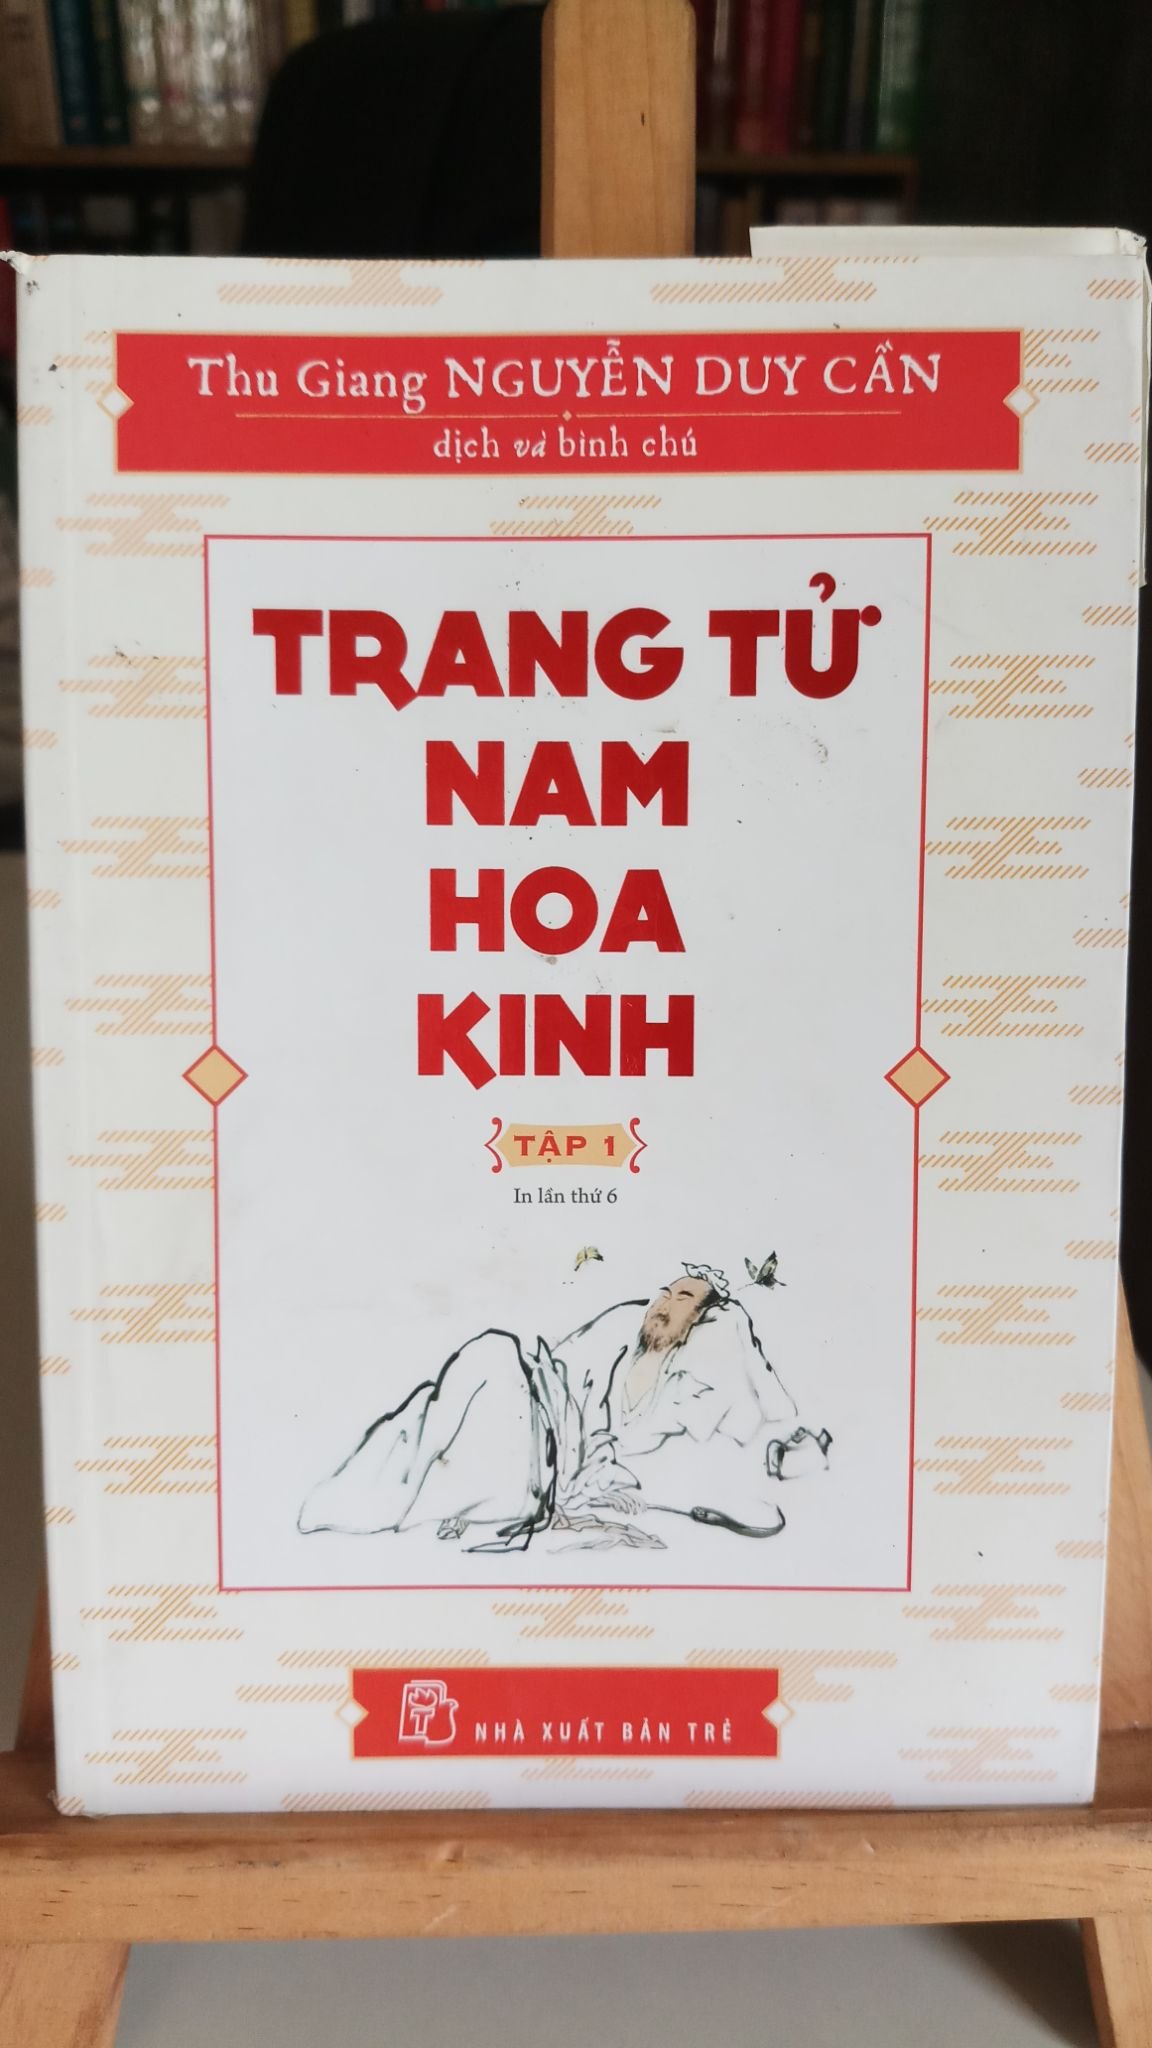 Thu Giang NGUYỄN DUY CẦN
dịch và bình chú
TRANG TỬ
NAM
HOA
KINH
TẬP 1
In lần thứ 6
T
NHÀ XUẤT BẢN TRẺ